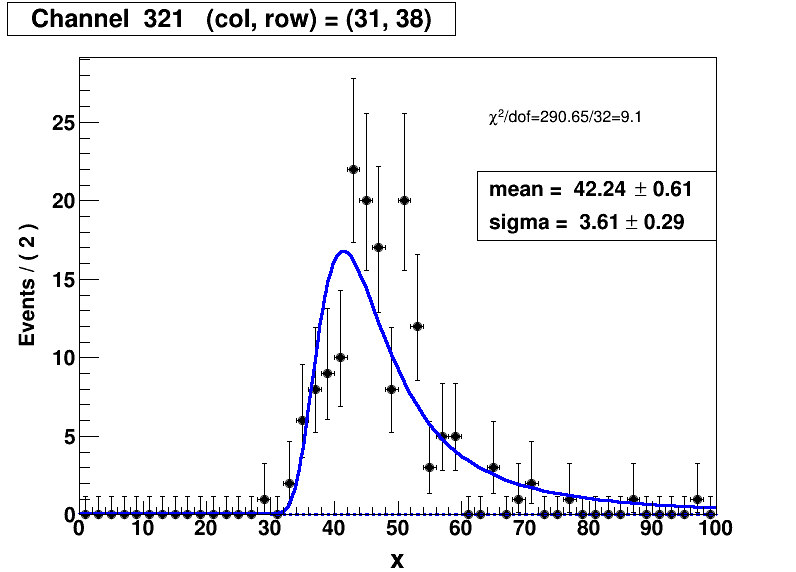 Channel 321 (col, row) = (31, 38)
χ²/dof=290.65/32=9.1
mean = 42.24 ± 0.61
sigma = 3.61 ± 0.29
Events / ( 2 )
25
20
15
10
5
0
0 10 20 30 40 50 60 70 80 90 100
x